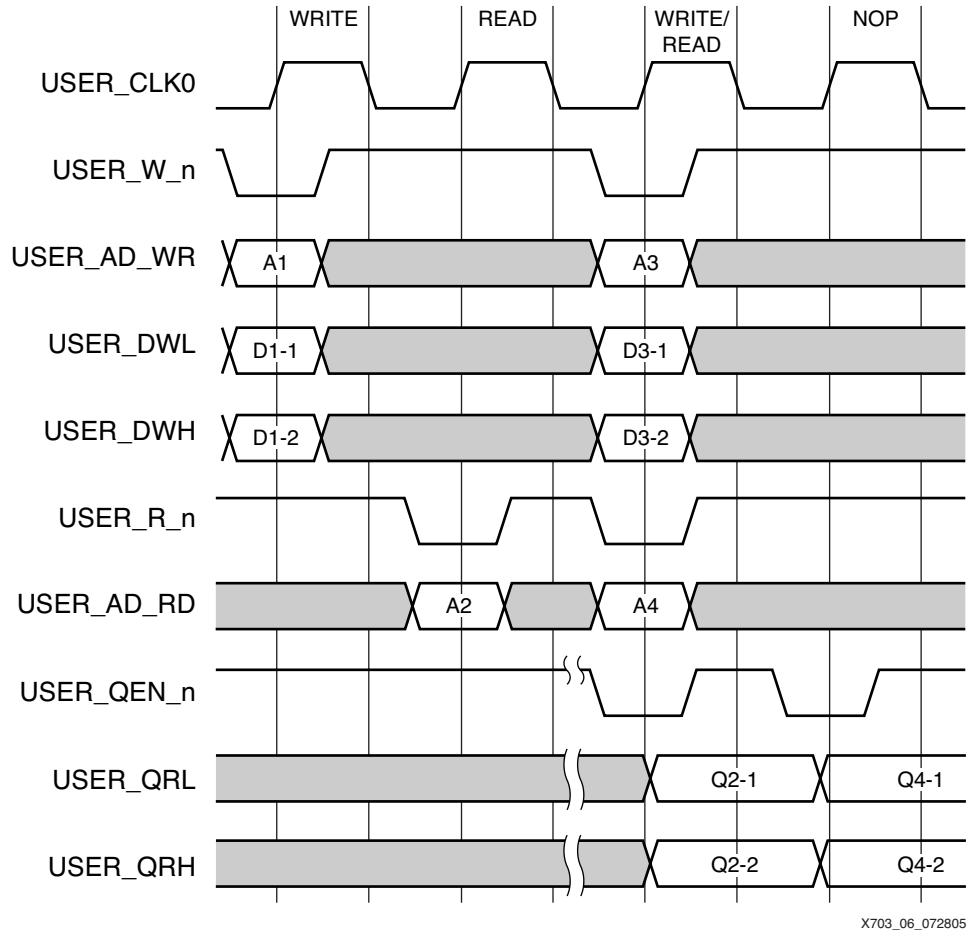 WRITE READ WRITE/ NOP
READ
USER_CLK0
USER_W_n
USER_AD_WR A1 A3
USER_DWL D1-1 D3-1
USER_DWH D1-2 D3-2
USER_R_n
USER_AD_RD A2 A4
USER_QEN_n
USER_QRL Q2-1 Q4-1
USER_QRH Q2-2 Q4-2
X703_06_072805